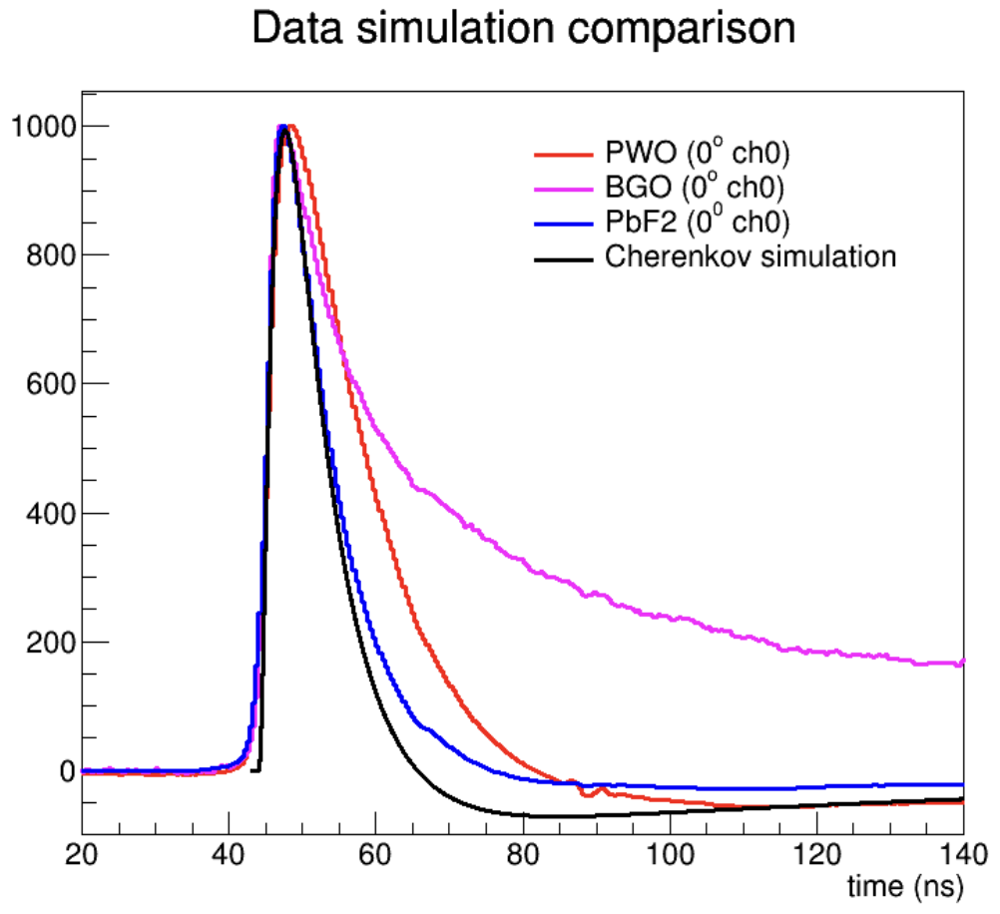 Data simulation comparison
1000
800
600
400
200
0
PWO (0° ch0)
BGO (0° ch0)
PbF2 (0⁰ ch0)
Cherenkov simulation
20 40 60 80 100 120 140
time (ns)